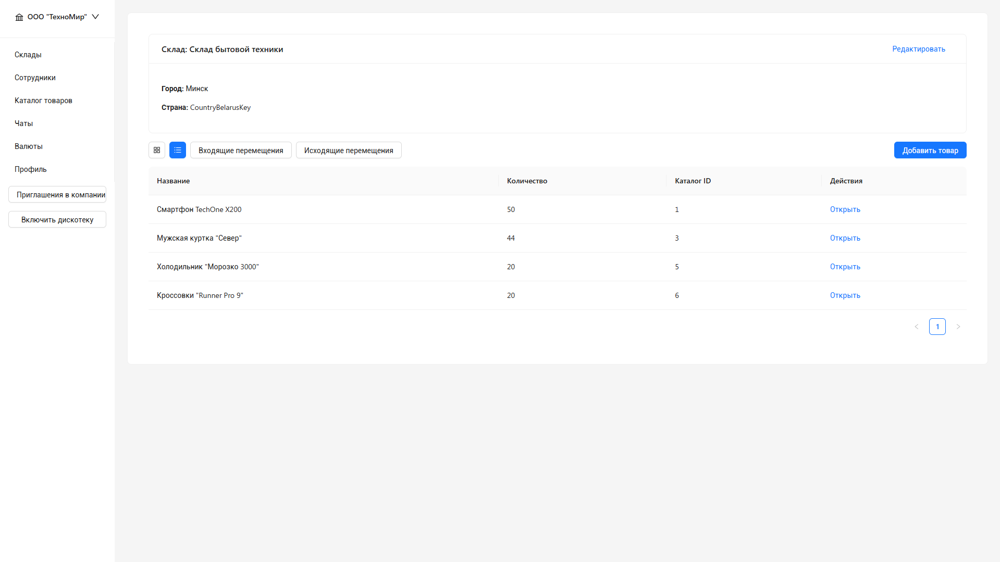 ООО "ТехноМир"
Склады
Сотрудники
Каталог товаров
Чаты
Валюты
Профиль
Приглашения в компании
Включить дискотеку
Склад: Склад бытовой техники
Редактировать
Город: Минск
Страна: CountryBelarusKey
Входящие перемещения
Исходящие перемещения
Добавить товар
Название Количество Каталог ID Действия
Смартфон TechOne X200 50 1 Открыть
Мужская куртка "Север" 44 3 Открыть
Холодильник "Морозко 3000" 20 5 Открыть
Кроссовки "Runner Pro 9" 20 6 Открыть
1